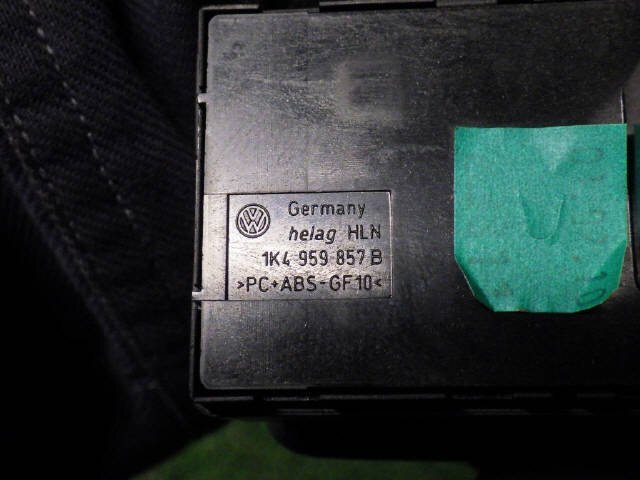 Germany
helag HLN
1K4 959 857 B
>PC+ABS-GF10<